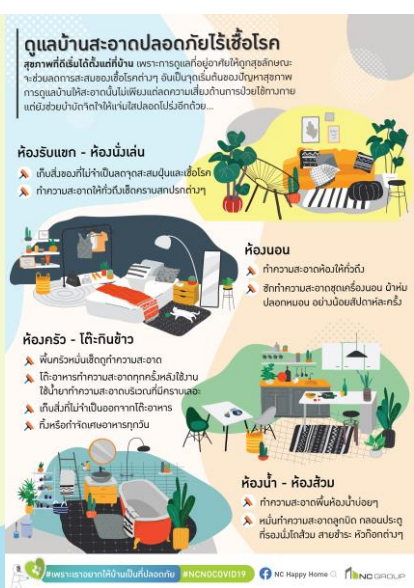 ดูแลบ้านสะอาดปลอดภัยไร้เชื้อโรค
สุขภาพที่ดีเริ่มได้ตั้งแต่ที่บ้าน เพราะการดูแลที่อยู่อาศัยให้ถูกสุขลักษณะ
จะช่วยลดการสะสมของเชื้อโรคต่างๆ อันเป็นจุดเริ่มต้นของปัญหาสุขภาพ
การดูแลบ้านให้สะอาดนั้นไม่เพียงแต่ลดความเสี่ยงด้านการป่วยไข้ทางกาย
แต่ยังช่วยบำบัดจิตใจให้แจ่มใสปลอดโปร่งอีกด้วย...
ห้องรับแขก - ห้องนั่งเล่น
เก็บสิ่งของที่ไม่จำเป็นลดจุดสะสมฝุ่นและเชื้อโรค
ทำความสะอาดให้ทั่วถึงเช็ดคราบสกปรกต่างๆ
ห้องนอน
ทำความสะอาดห้องให้ทั่วถึง
ซักทำความสะอาดชุดเครื่องนอน ผ้าห่ม
ปลอกหมอน อย่างน้อยสัปดาห์ละครั้ง
ห้องครัว - โต๊ะกินข้าว
พื้นครัวหมั่นเช็ดถูทำความสะอาด
โต๊ะอาหารทำความสะอาดทุกครั้งหลังใช้งาน
ใช้น้ำยาทำความสะอาดบริเวณที่มีคราบเลอะ
เก็บสิ่งที่ไม่จำเป็นออกจากโต๊ะอาหาร
ทิ้งหรือกำจัดเศษอาหารทุกวัน
ห้องน้ำ - ห้องส้วม
ทำความสะอาดพื้นห้องน้ำบ่อยๆ
หมั่นทำความสะอาดลูกบิด กลอนประตู
ที่รองนั่งโถส้วม สายชำระ หัวก๊อกต่างๆ
#เพราะเราอยากให้บ้านเป็นที่ปลอดภัย #NCNOCOVID19
NC Happy Home
NC GROUP